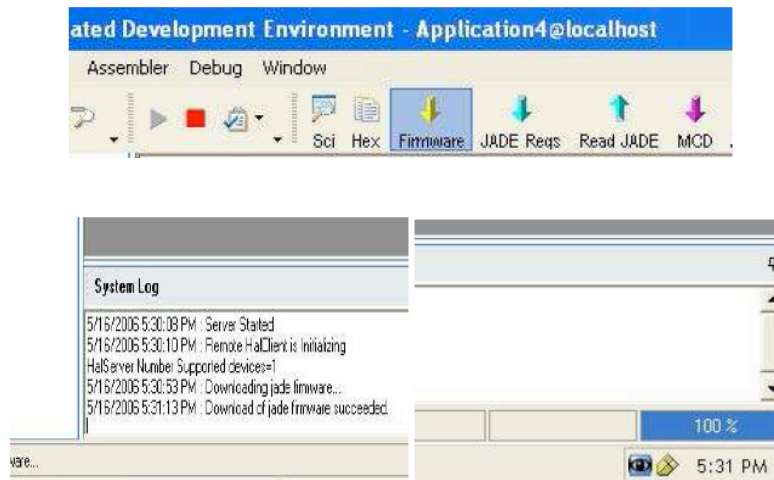 ated Development Environment - Application4@localhost
Assembler Debug Window
Sci Hex Firmware JADE Regs Read JADE MCD
System Log
5/16/2006 5:30:08 PM : Server Started
5/16/2006 5:30:10 PM : Remote HalClient is Initializing
HalServer Number Supported devices=1
5/16/2006 5:30:53 PM : Downloading jade firmware...
5/16/2006 5:31:13 PM : Download of jade firmware succeeded.
100 %
ware...
5:31 PM